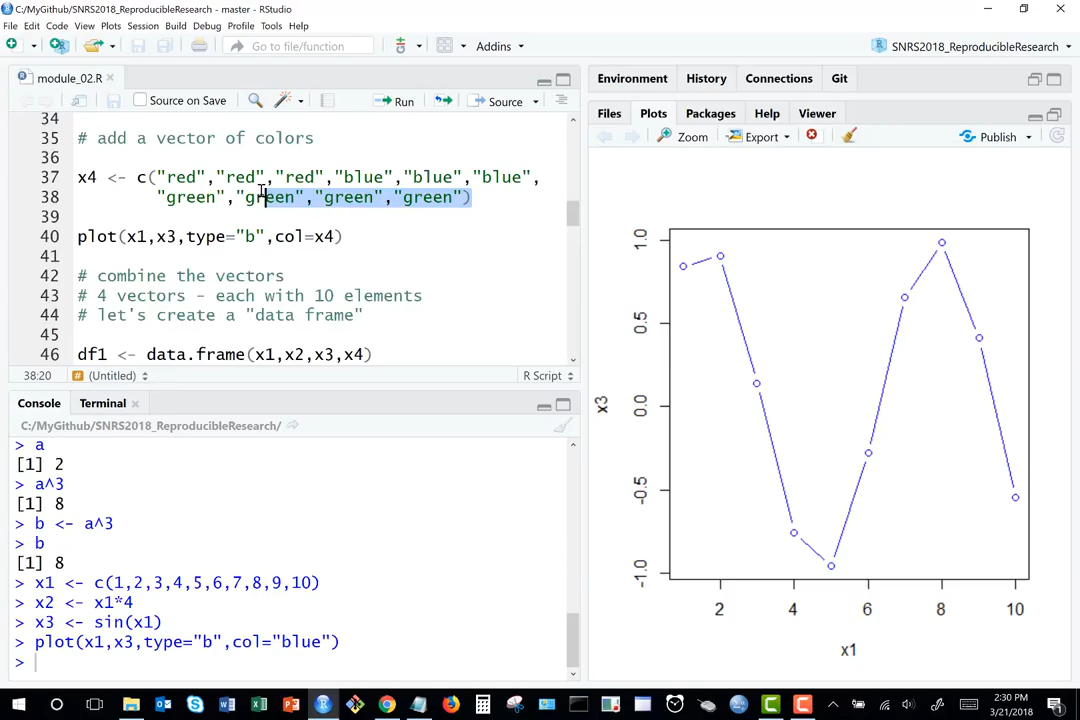 C:/MyGithub/SNRS2018_ReproducibleResearch - master - RStudio
File Edit Code View Plots Session Build Debug Profile Tools Help
Go to file/function
Addins
SNRS2018_ReproducibleResearch
module_02.R
Source on Save
Run
Source
34
35 # add a vector of colors
36
37 x4 <- c("red","red","red","blue","blue","blue",
38 "green","green","green","green")
39
40 plot(x1,x3,type="b",col=x4)
41
42 # combine the vectors
43 # 4 vectors - each with 10 elements
44 # let's create a "data frame"
45
46 df1 <- data.frame(x1,x2,x3,x4)
38:20
(Untitled)
R Script
Console
Terminal
C:/MyGithub/SNRS2018_ReproducibleResearch/
> a
[1] 2
> a^3
[1] 8
> b <- a^3
> b
[1] 8
> x1 <- c(1,2,3,4,5,6,7,8,9,10)
> x2 <- x1*4
> x3 <- sin(x1)
> plot(x1,x3,type="b",col="blue")
>
Environment
History
Connections
Git
Files
Plots
Packages
Help
Viewer
Zoom
Export
Publish
1.0
0.5
0.0
-0.5
-1.0
x3
2 4 6 8 10
x1
2:30 PM
3/21/2018